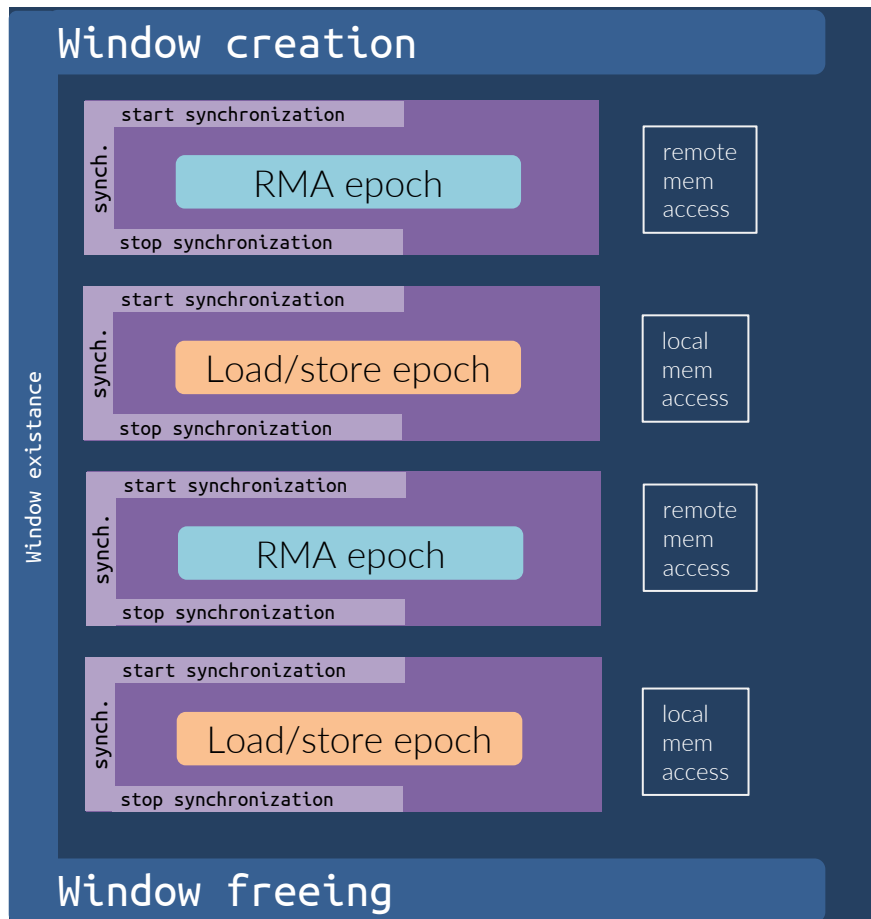 Window creation
start synchronization
synch.
RMA epoch
stop synchronization
remote
mem
access
start synchronization
synch.
Load/store epoch
stop synchronization
local
mem
access
Window existance
start synchronization
synch.
RMA epoch
stop synchronization
remote
mem
access
start synchronization
synch.
Load/store epoch
stop synchronization
local
mem
access
Window freeing